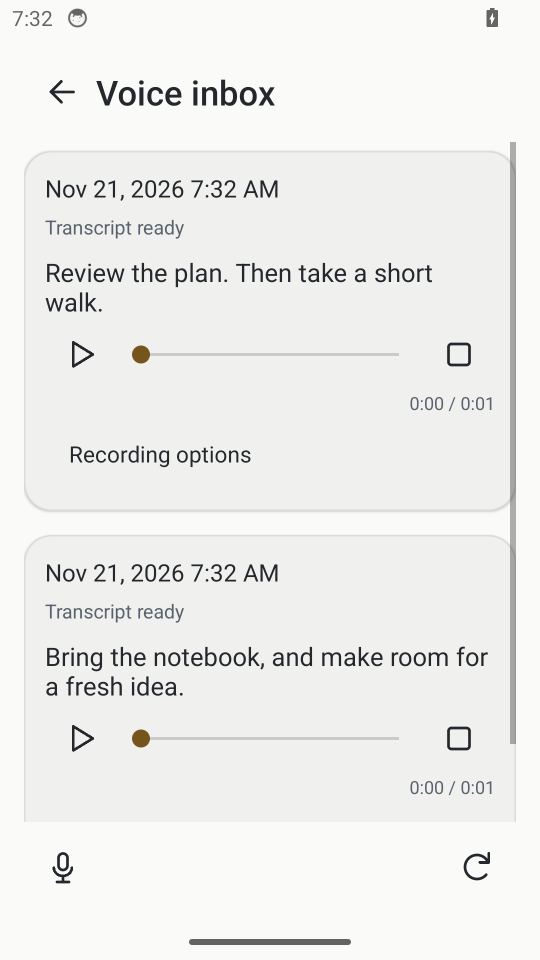 7:32
Voice inbox
Nov 21, 2026 7:32 AM
Transcript ready
Review the plan. Then take a short
walk.
0:00 / 0:01
Recording options
Nov 21, 2026 7:32 AM
Transcript ready
Bring the notebook, and make room for
a fresh idea.
0:00 / 0:01